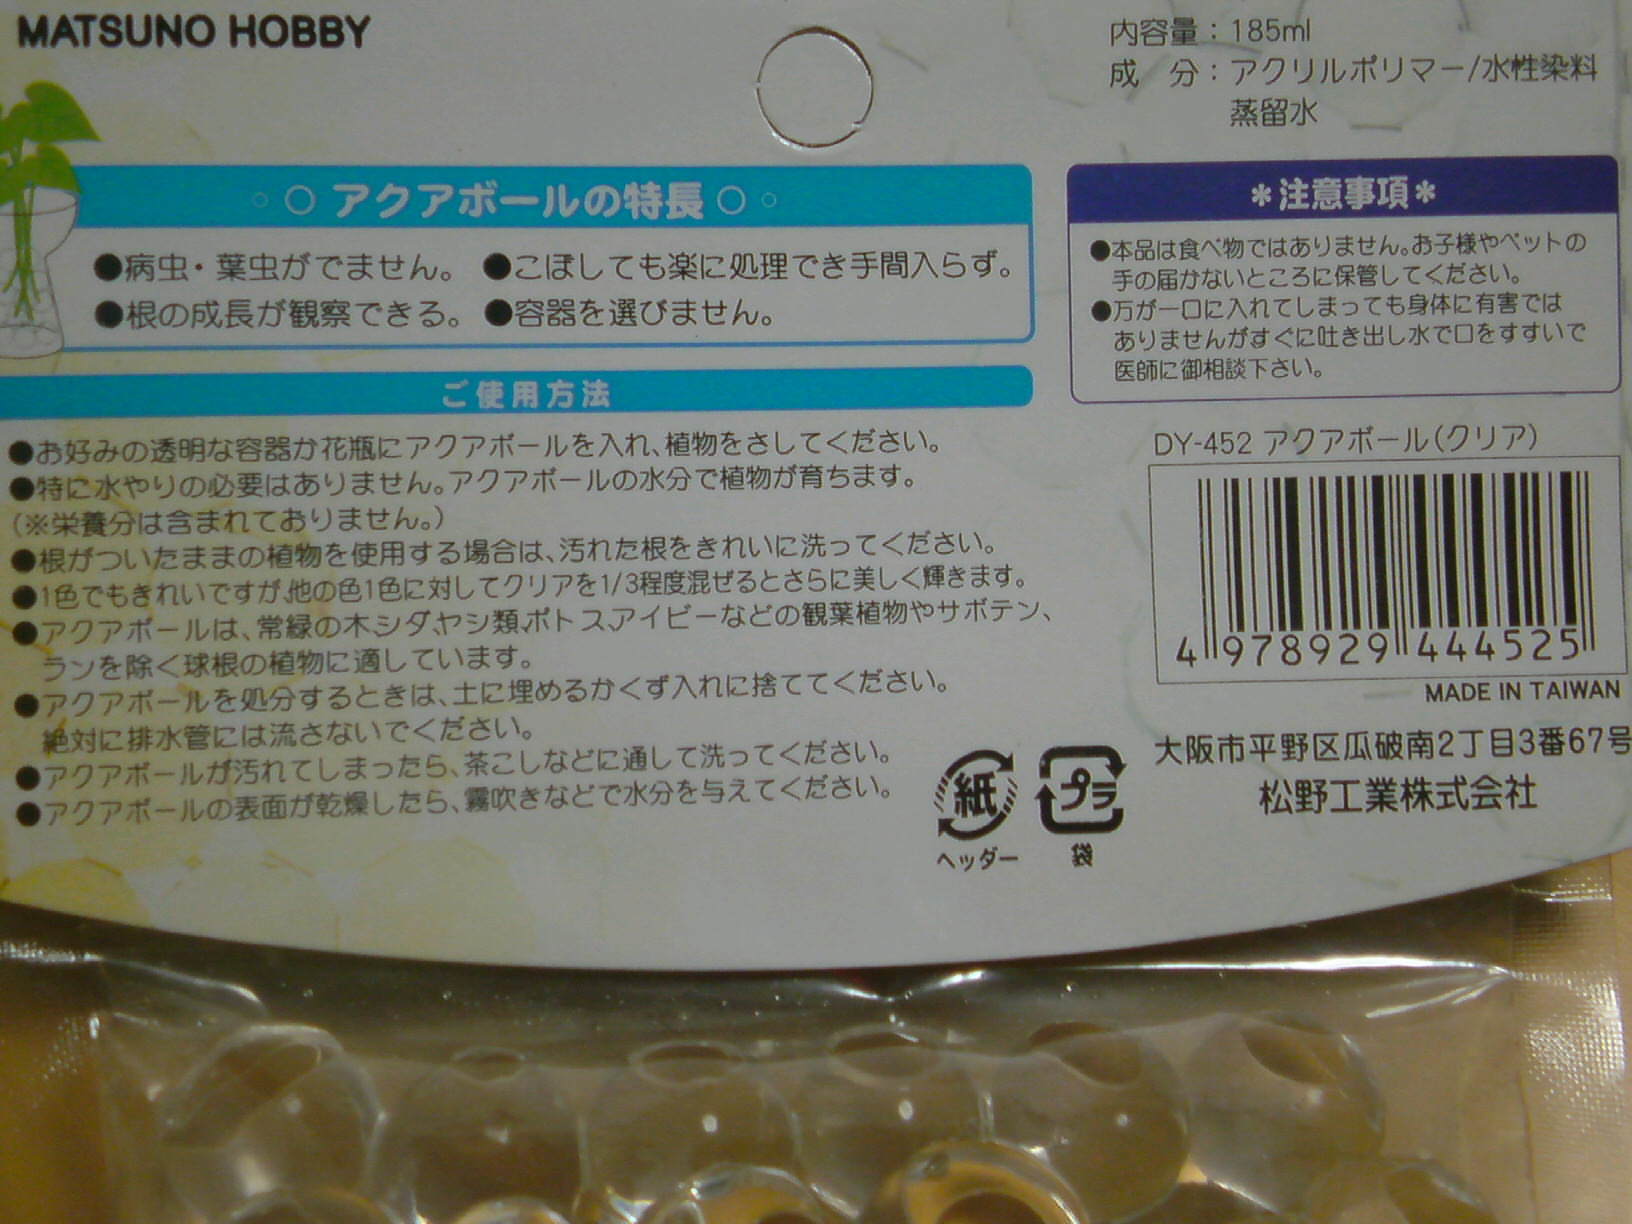 MATSUNO HOBBY
内容量：185ml
成　分：アクリルポリマー/水性染料
蒸留水
○○アクアボールの特長○○
●病虫・葉虫がでません。 ●こぼしても楽に処理でき手間入らず。
●根の成長が観察できる。 ●容器を選びません。
＊注意事項＊
●本品は食べ物ではありません。お子様やペットの
手の届かないところに保管してください。
●万が一口に入れてしまっても身体に有害では
ありませんがすぐに吐き出し水で口をすすいで
医師に御相談下さい。
ご使用方法
●お好みの透明な容器か花瓶にアクアボールを入れ、植物をさしてください。
●特に水やりの必要はありません。アクアボールの水分で植物が育ちます。
（※栄養分は含まれておりません。）
●根がついたままの植物を使用する場合は、汚れた根をきれいに洗ってください。
●1色でもきれいですが、他の色1色に対してクリアを1/3程度混ぜるとさらに美しく輝きます。
●アクアボールは、常緑の木、シダ、ヤシ類、ポトス、アイビーなどの観葉植物やサボテン、
ランを除く球根の植物に適しています。
●アクアボールを処分するときは、土に埋めるかくず入れに捨ててください。
絶対に排水管には流さないでください。
●アクアボールが汚れてしまったら、茶こしなどに通して洗ってください。
●アクアボールの表面が乾燥したら、霧吹きなどで水分を与えてください。
DY-452 アクアボール（クリア）
4 978929 444525
MADE IN TAIWAN
大阪市平野区瓜破南2丁目3番67号
松野工業株式会社
紙 プラ
ヘッダー 袋